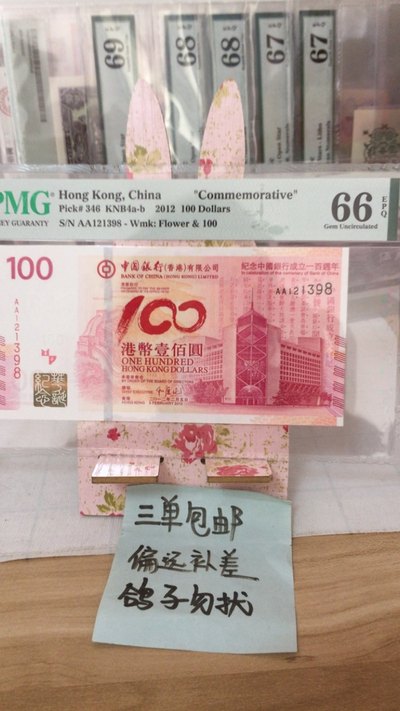 69
68
68
67
67
PMG
Hong Kong, China "Commemorative"
Pick# 346 KNB4a-b 2012 100 Dollars
S/N AA121398 - Wmk: Flower & 100
66
EPQ
Gem Uncirculated
100
中國銀行(香港)有限公司
BANK OF CHINA (HONG KONG) LIMITED
紀念中國銀行成立一百週年
AA121398
AA121398
100
港幣壹佰圓
ONE HUNDRED
HONG KONG DOLLARS
三单包邮
偏远补差
鸽子勿扰